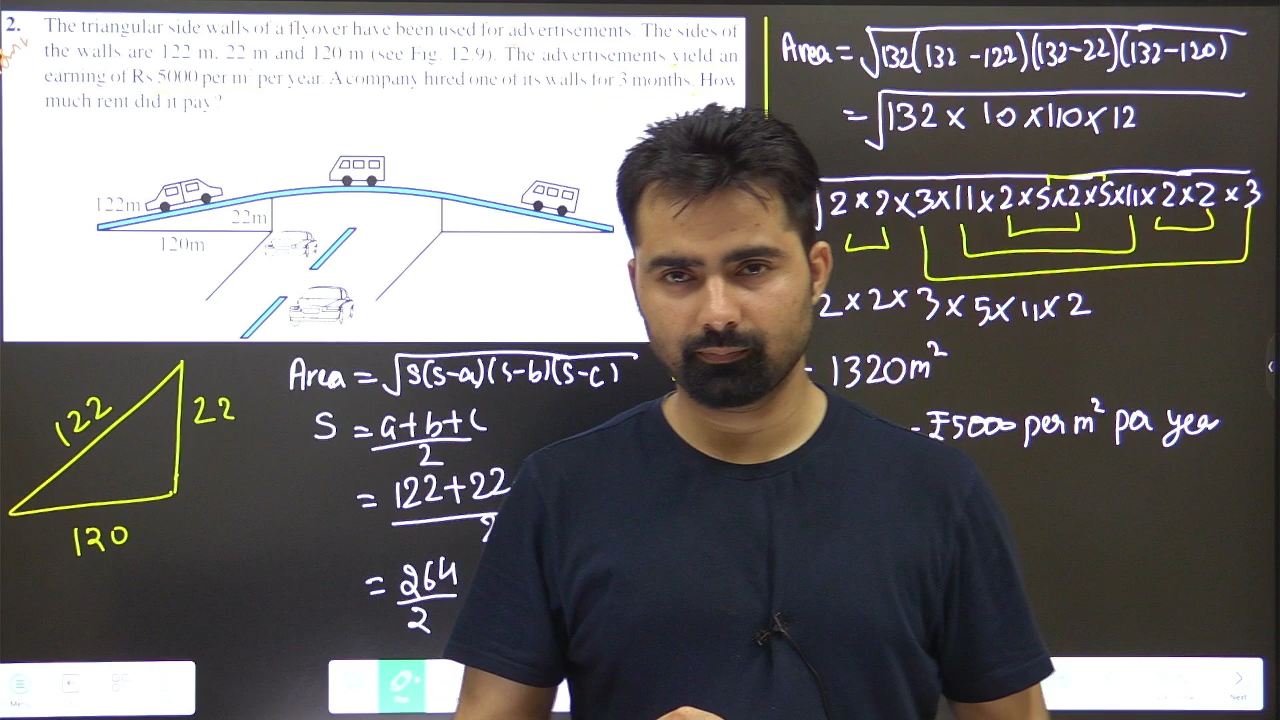 2. The triangular side walls of a flyover have been used for advertisements. The sides of
the walls are 122 m, 22 m and 120 m (see Fig. 12.9). The advertisements yield an
earning of Rs 5000 per m² per year. A company hired one of its walls for 3 months. How
much rent did it pay?
122m
22m
120m
122
22
120
Area = √s(s-a)(s-b)(s-c)
S = a+b+c
2
= 122+22
2
= 264
2
Area = √132(132-122)(132-22)(132-120)
= √132 × 10 × 110 × 12
√2 × 2 × 3 × 11 × 2 × 5 × 2 × 5 × 11 × 2 × 2 × 3
2 × 2 × 3 × 5 × 11 × 2
- 1320m²
- ₹5000 per m² per year
Menu
Next